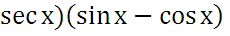 sec x)(sin x − cos x)